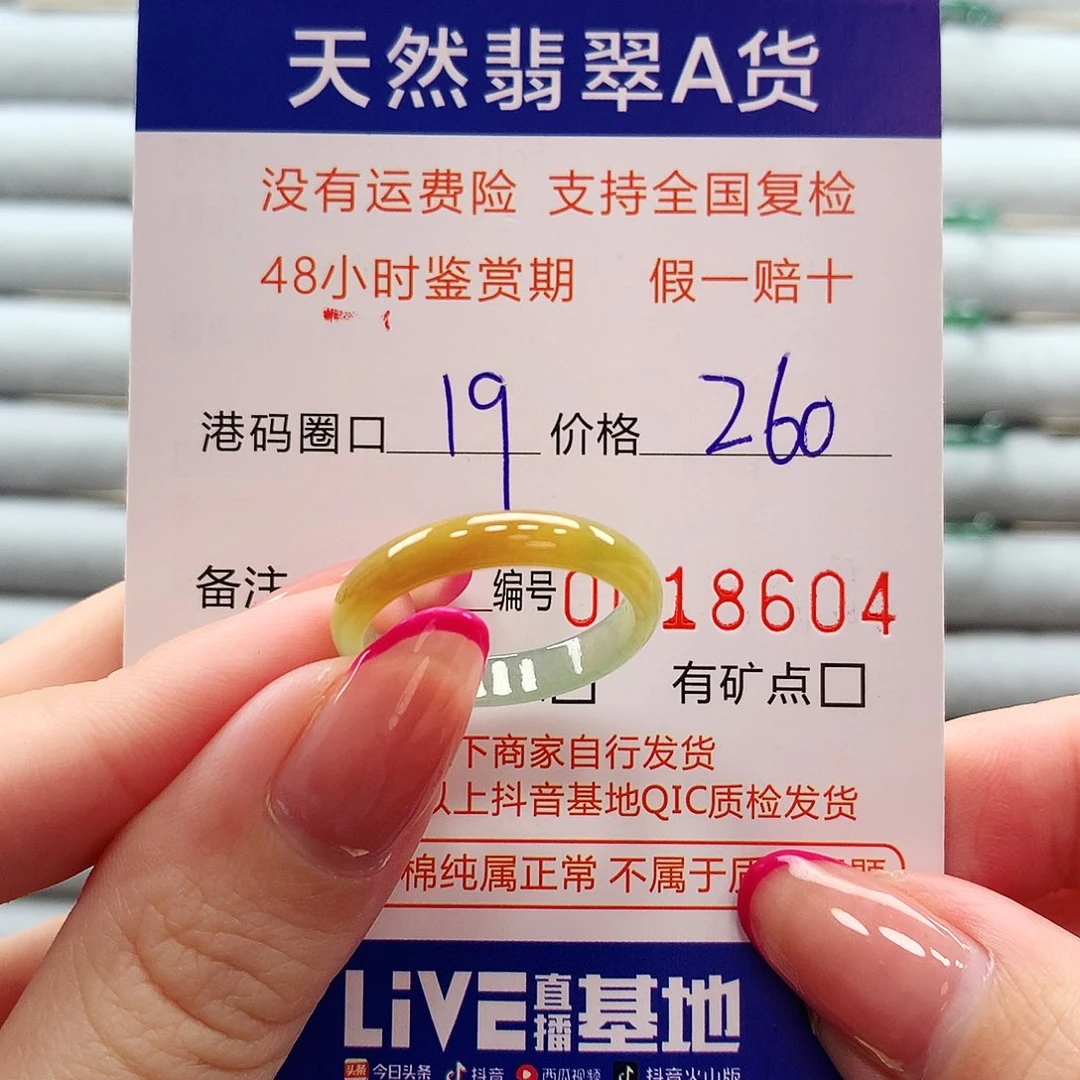 天然翡翠A货
没有运费险 支持全国复检
48小时鉴赏期 假一赔十
港码圈口 19 价格 260
备注 编号 18604
有矿点□
下商家自行发货
以上抖音基地QIC质检发货
棉纯属正常 不属于
LiVE直播基地
头条 今日头条 抖音 西瓜视频 抖音火山版